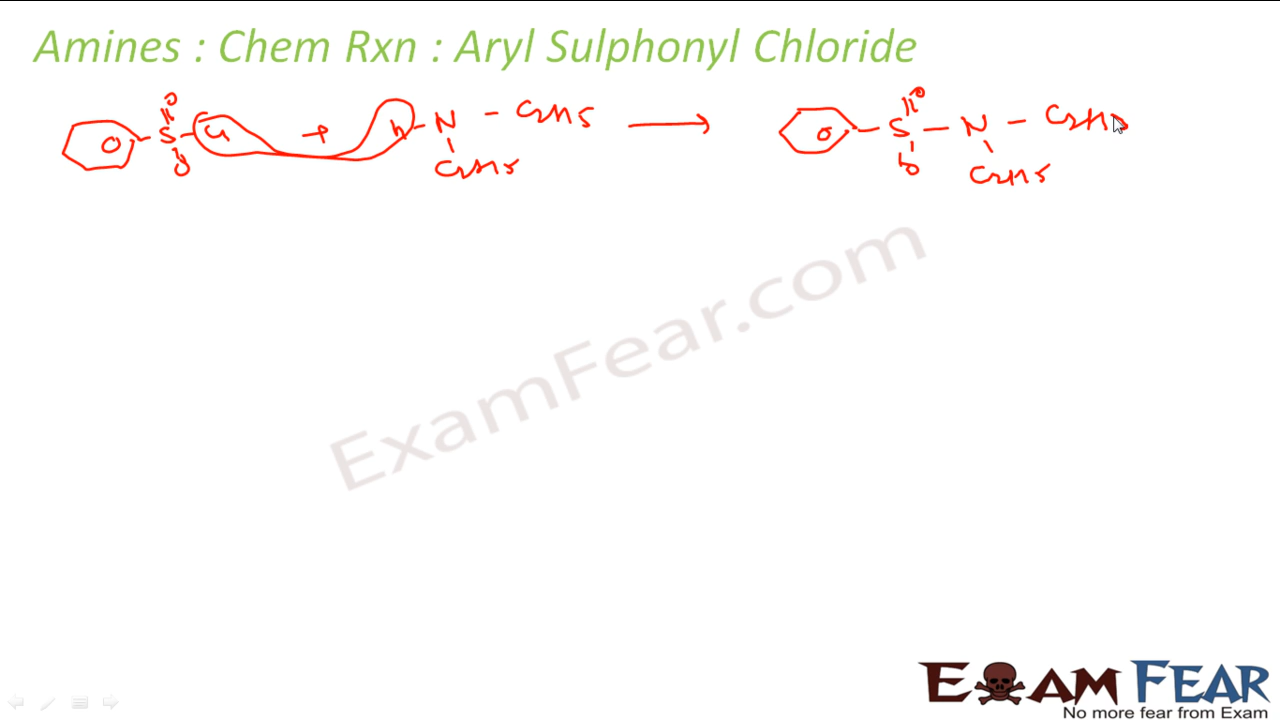 Amines : Chem Rxn : Aryl Sulphonyl Chloride
O S O O Cl + H - N - C2H5 C2H5 → O - S - N - C2H5 O O C2H5
ExamFear.com
EXAM FEAR
No more fear from Exam